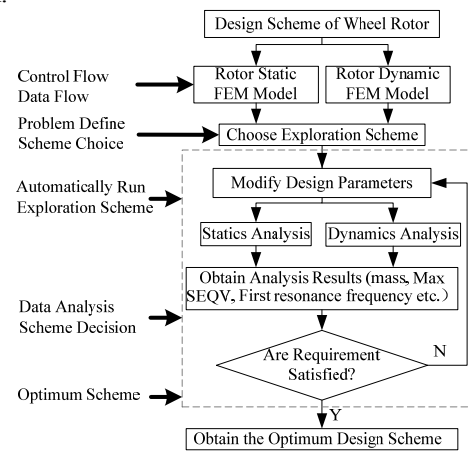 Design Scheme of Wheel Rotor
Control Flow
Data Flow
Rotor Static
FEM Model
Rotor Dynamic
FEM Model
Problem Define
Scheme Choice
Choose Exploration Scheme
Automatically Run
Exploration Scheme
Modify Design Parameters
Statics Analysis
Dynamics Analysis
Obtain Analysis Results (mass, Max
SEQV, First resonance frequency etc.)
Data Analysis
Scheme Decision
Are Requirement
Satisfied?
N
Optimum Scheme
Y
Obtain the Optimum Design Scheme